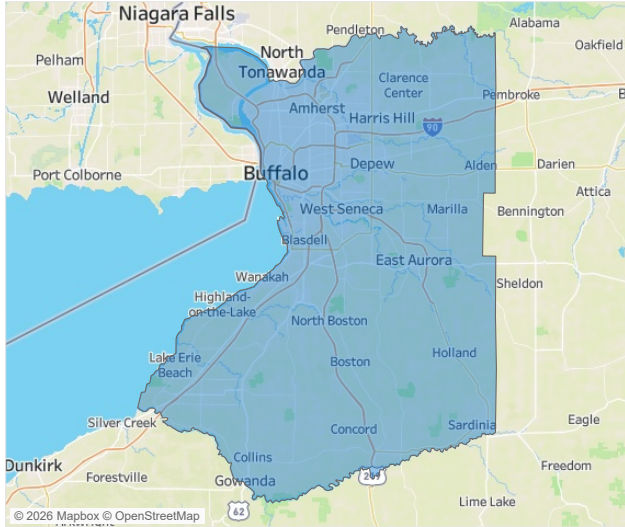 Niagara Falls
Alabama
Pendleton
Oakfield
North
Tonawanda
Pelham
Clarence
Center
Pembroke
Welland
Amherst
Harris Hill
B
90
Depew
Alden
Darien
Port Colborne
Buffalo
Attica
West Seneca
Marilla
Bennington
Blasdell
East Aurora
Wanakah
Sheldon
Highland-
on-the-Lake
North Boston
Lake Erie
Beach
Boston
Holland
Silver Creek
Concord
Sardinia
Eagle
Collins
Dunkirk
Freedom
Forestville
Gowanda
Lime Lake
62
© 2026 Mapbox © OpenStreetMap